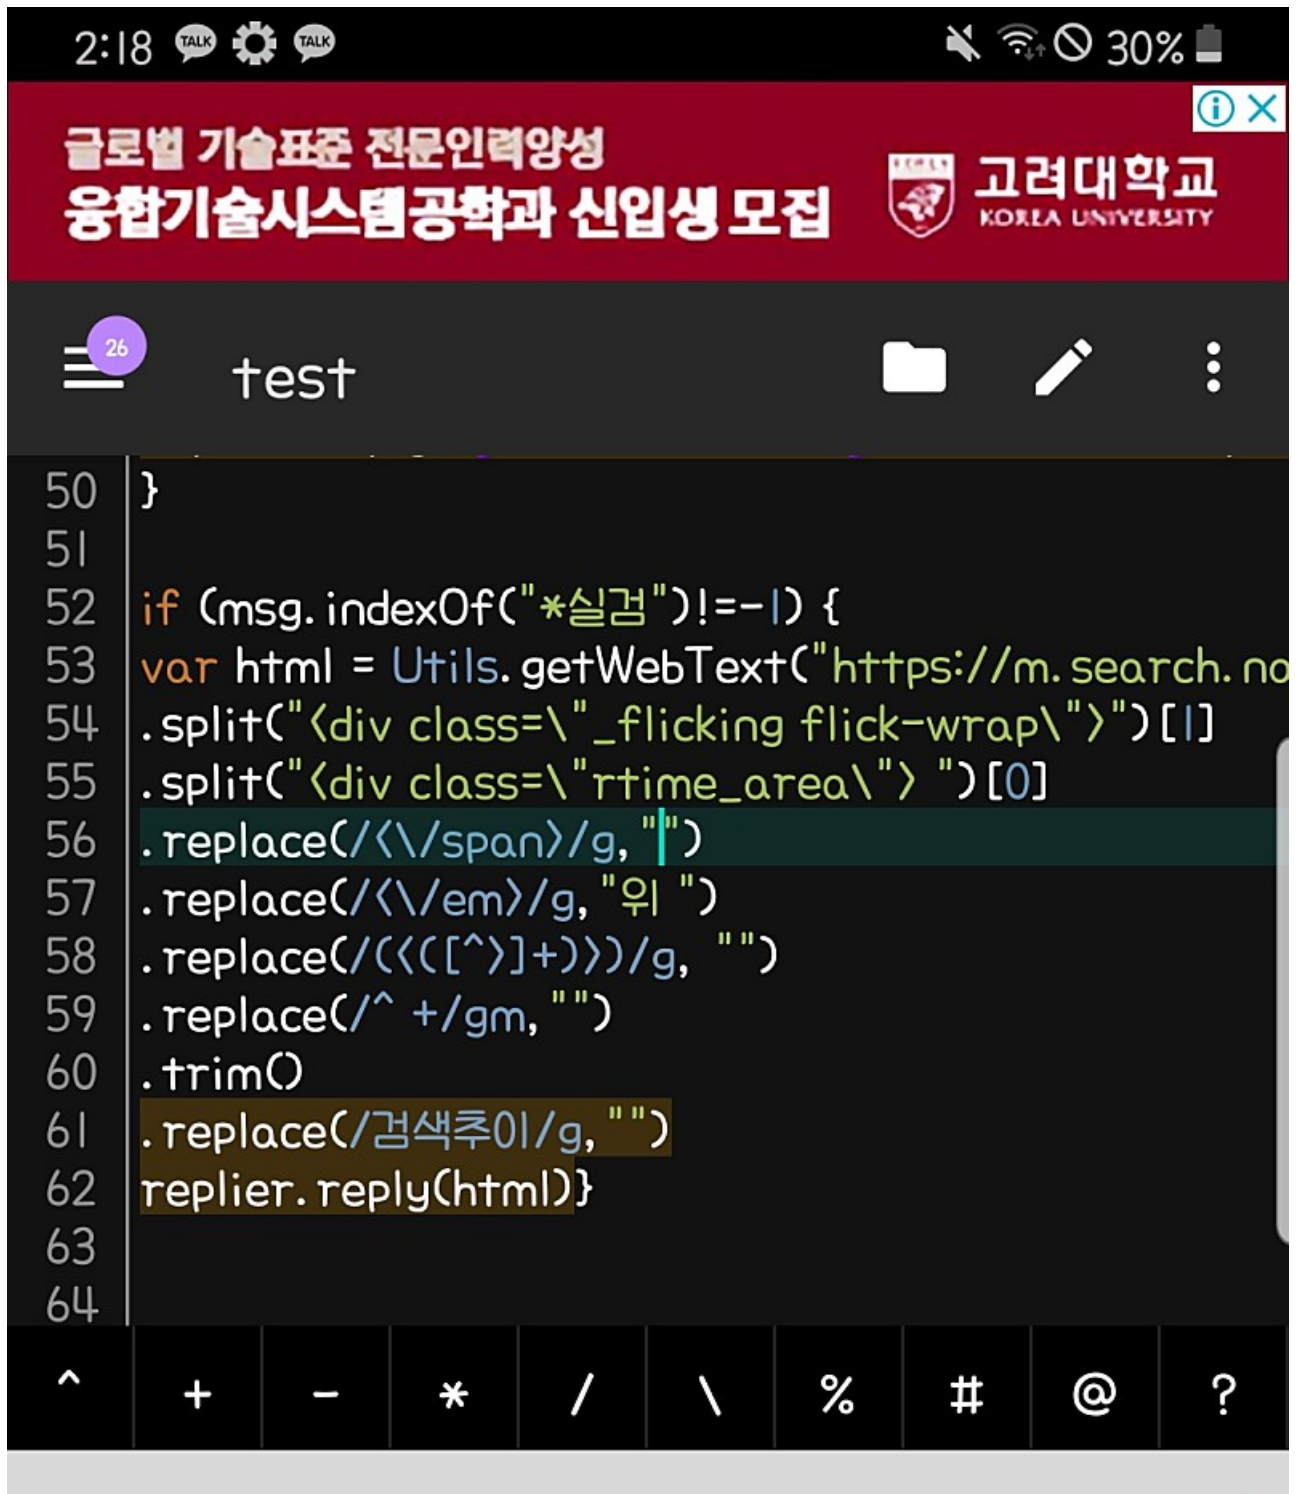 2:18 TALK TALK 30%
글로벌 기술표준 전문인력양성
융합기술시스템공학과 신입생 모집
고려대학교
KOREA UNIVERSITY
26
test
50 }
51
52 if (msg.indexOf("*실검")!=-1) {
53 var html = Utils.getWebText("https://m.search.na
54 .split("<div class=\"_flicking flick-wrap\">")[1]
55 .split("<div class=\"rtime_area\"> ")[0]
56 .replace(/<\/span>/g,"")
57 .replace(/<\/em>/g,"위 ")
58 .replace(/(<([^>]+)>)/g, "")
59 .replace(/^ +/gm,"")
60 .trim()
61 .replace(/검색추이/g,"")
62 replier.reply(html)}
63
64
^ + - * / \ % # @ ?